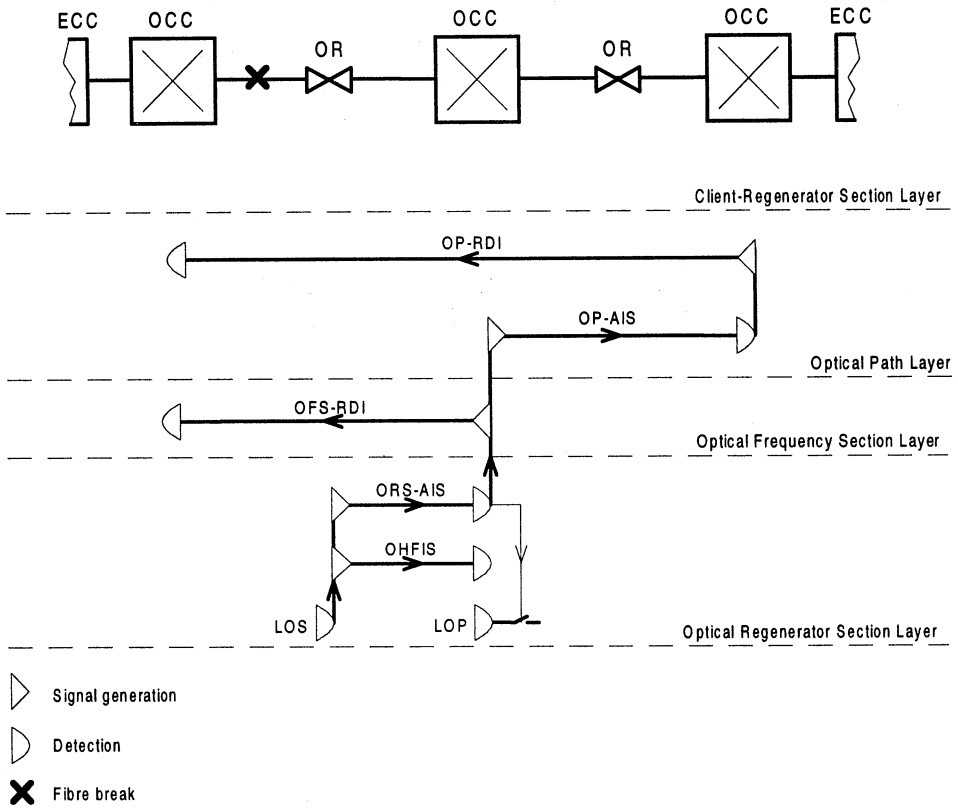 ECC OCC OR OCC OR OCC ECC
Client-Regenerator Section Layer
OP-RDI
OP-AIS
Optical Path Layer
OFS-RDI
Optical Frequency Section Layer
ORS-AIS
OHFIS
LOS LOP
Optical Regenerator Section Layer
Signal generation
Detection
Fibre break